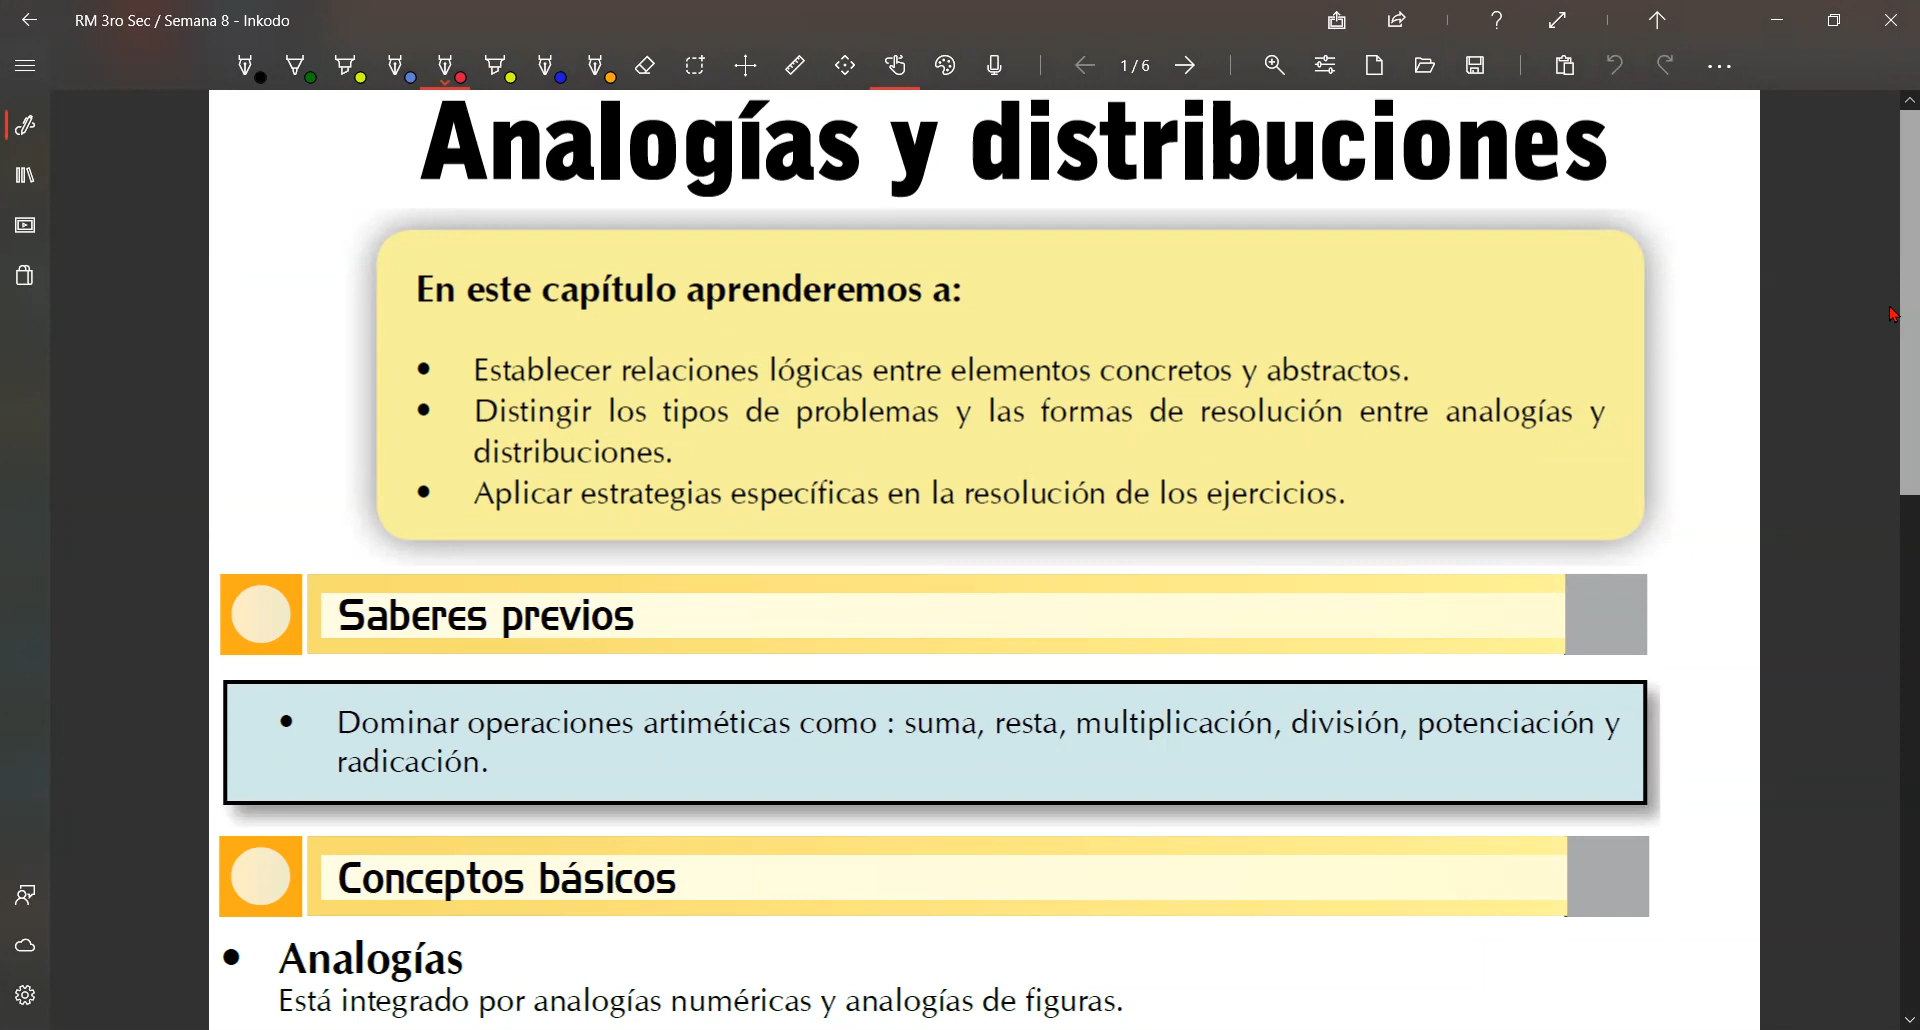 RM 3ro Sec / Semana 8 - Inkodo
1 / 6
Analogías y distribuciones
En este capítulo aprenderemos a:
• Establecer relaciones lógicas entre elementos concretos y abstractos.
• Distingir los tipos de problemas y las formas de resolución entre analogías y
distribuciones.
• Aplicar estrategias específicas en la resolución de los ejercicios.
Saberes previos
• Dominar operaciones artiméticas como : suma, resta, multiplicación, división, potenciación y
radicación.
Conceptos básicos
• Analogías
Está integrado por analogías numéricas y analogías de figuras.